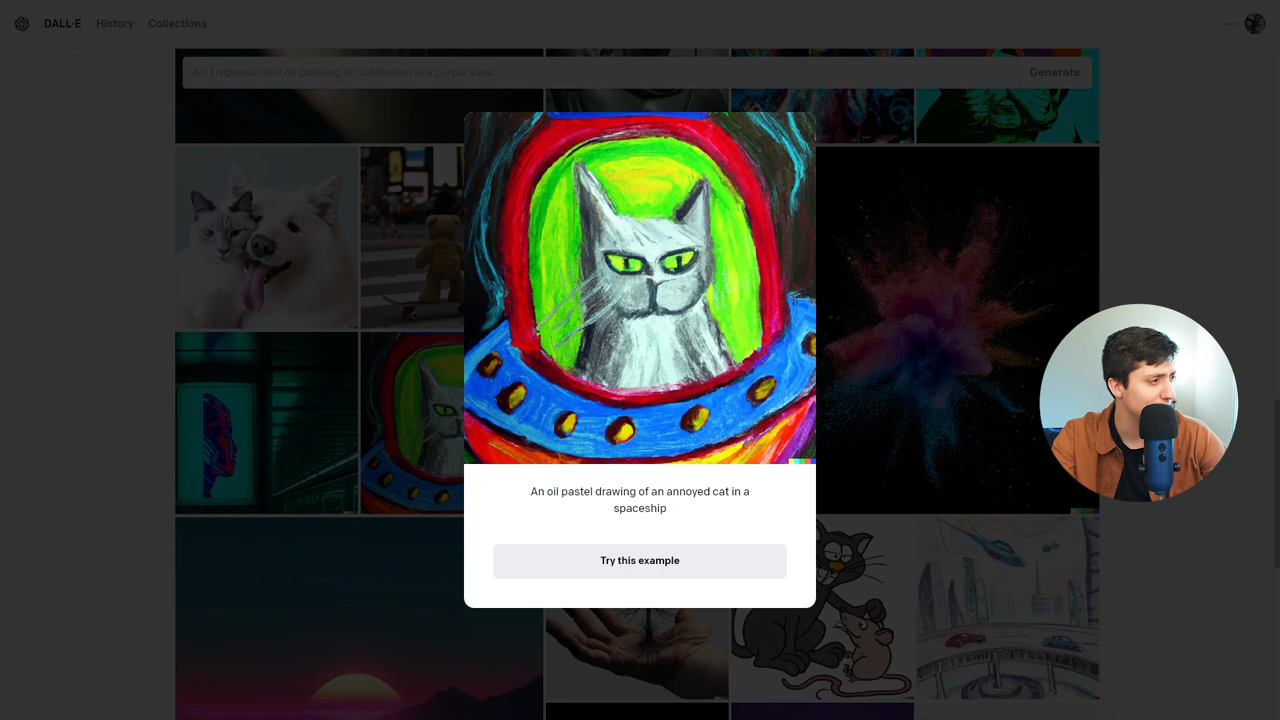 DALL·E History Collections
An Impressionist oil painting of sunflowers in a purple vase... Generate
An oil pastel drawing of an annoyed cat in a
spaceship
Try this example